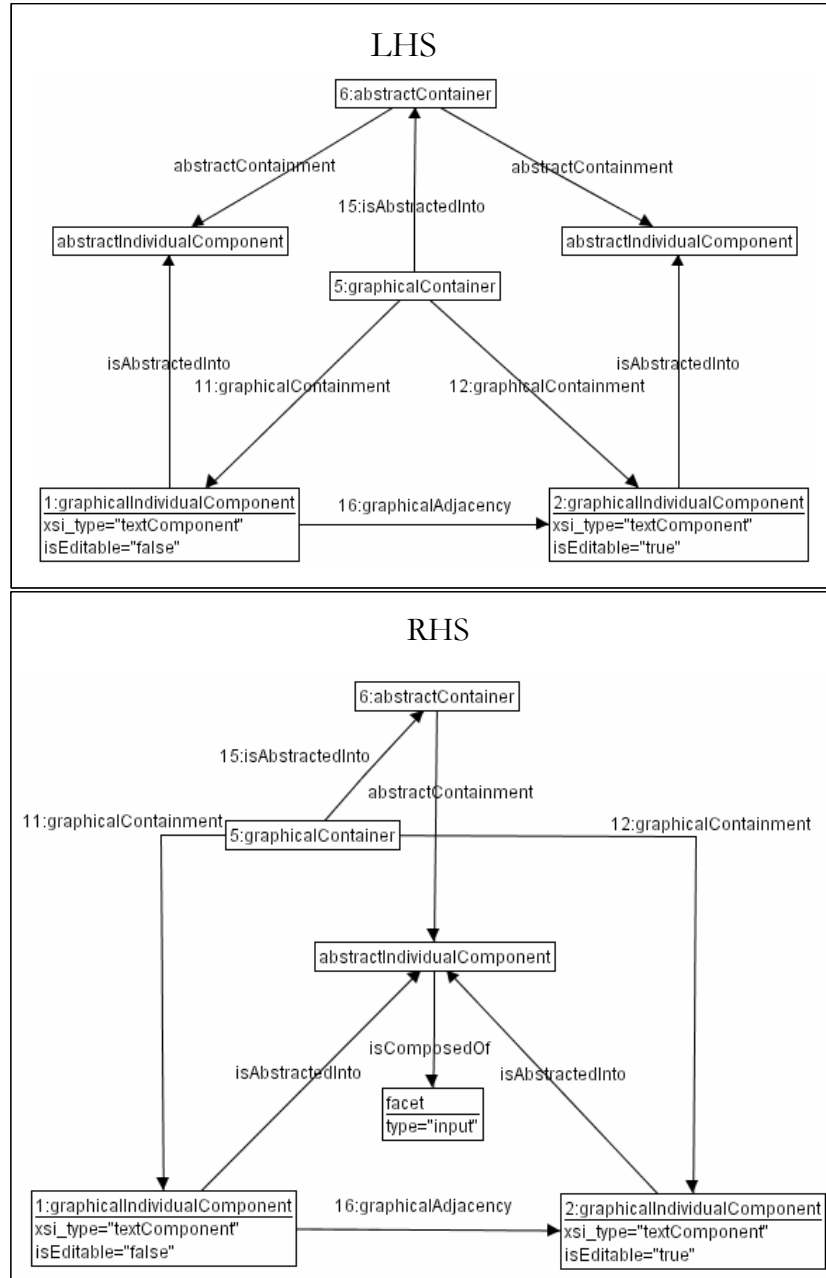 LHS
6:abstractContainer
abstractContainment
abstractContainment
15:isAbstractedInto
abstractIndividualComponent
abstractIndividualComponent
5:graphicalContainer
isAbstractedInto
isAbstractedInto
11:graphicalContainment
12:graphicalContainment
1:graphicalIndividualComponent
xsi_type="textComponent"
isEditable="false"
16:graphicalAdjacency
2:graphicalIndividualComponent
xsi_type="textComponent"
isEditable="true"
RHS
6:abstractContainer
15:isAbstractedInto
abstractContainment
11:graphicalContainment
5:graphicalContainer
12:graphicalContainment
abstractIndividualComponent
isComposedOf
isAbstractedInto
isAbstractedInto
facet
type="input"
1:graphicalIndividualComponent
xsi_type="textComponent"
isEditable="false"
16:graphicalAdjacency
2:graphicalIndividualComponent
xsi_type="textComponent"
isEditable="true"